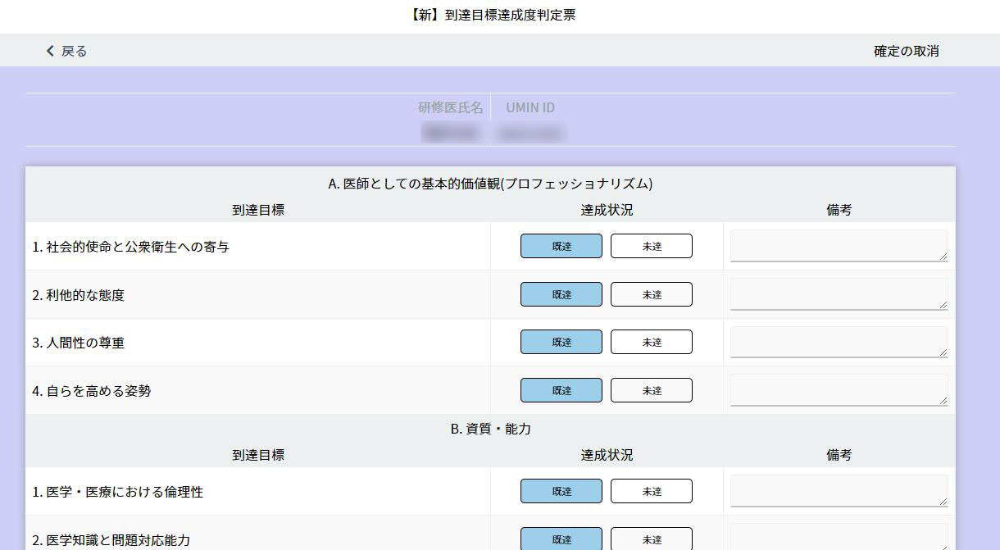 【新】到達目標達成度判定票
戻る 確定の取消
研修医氏名 UMIN ID
A. 医師としての基本的価値観(プロフェッショナリズム)
到達目標 達成状況 備考
1. 社会的使命と公衆衛生への寄与 既達 未達
2. 利他的な態度 既達 未達
3. 人間性の尊重 既達 未達
4. 自らを高める姿勢 既達 未達
B. 資質・能力
到達目標 達成状況 備考
1. 医学・医療における倫理性 既達 未達
2. 医学知識と問題対応能力 既達 未達